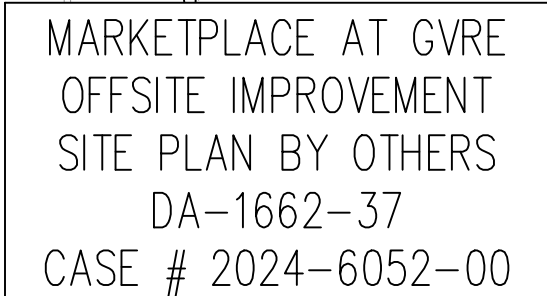 MARKETPLACE AT GVRE
OFFSITE IMPROVEMENT
SITE PLAN BY OTHERS
DA-1662-37
CASE # 2024-6052-00